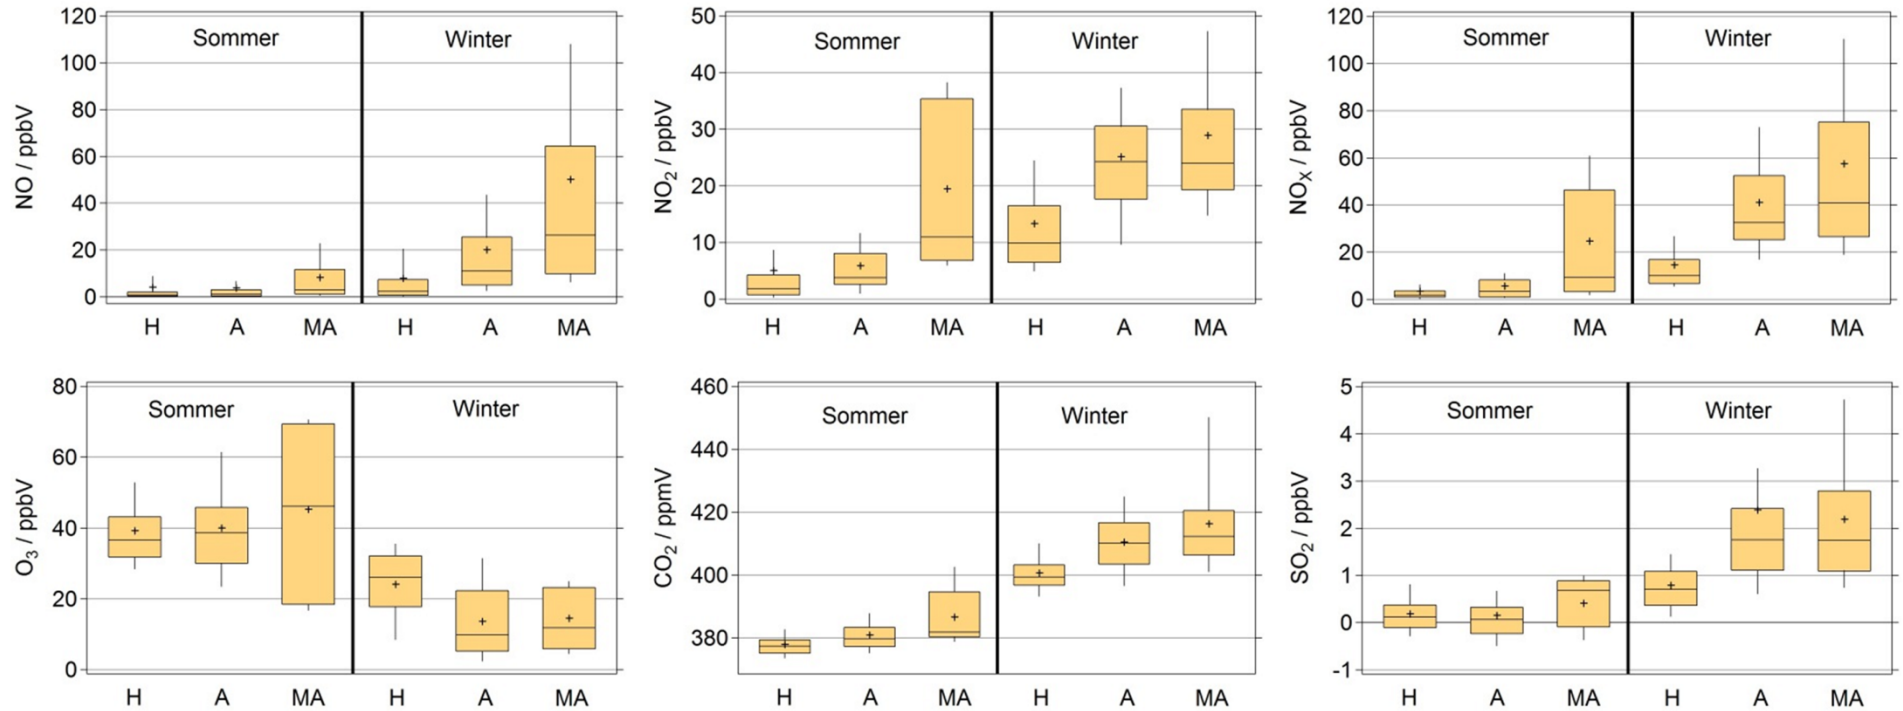 120
100
80
60
40
20
0
NO / ppbV
Sommer
Winter
H A MA H A MA
50
40
30
20
10
0
NO₂ / ppbV
Sommer
Winter
H A MA H A MA
120
100
80
60
40
20
0
NOₓ / ppbV
Sommer
Winter
H A MA H A MA
80
60
40
20
0
O₃ / ppbV
Sommer
Winter
H A MA H A MA
460
440
420
400
380
CO₂ / ppmV
Sommer
Winter
H A MA H A MA
5
4
3
2
1
0
-1
SO₂ / ppbV
Sommer
Winter
H A MA H A MA